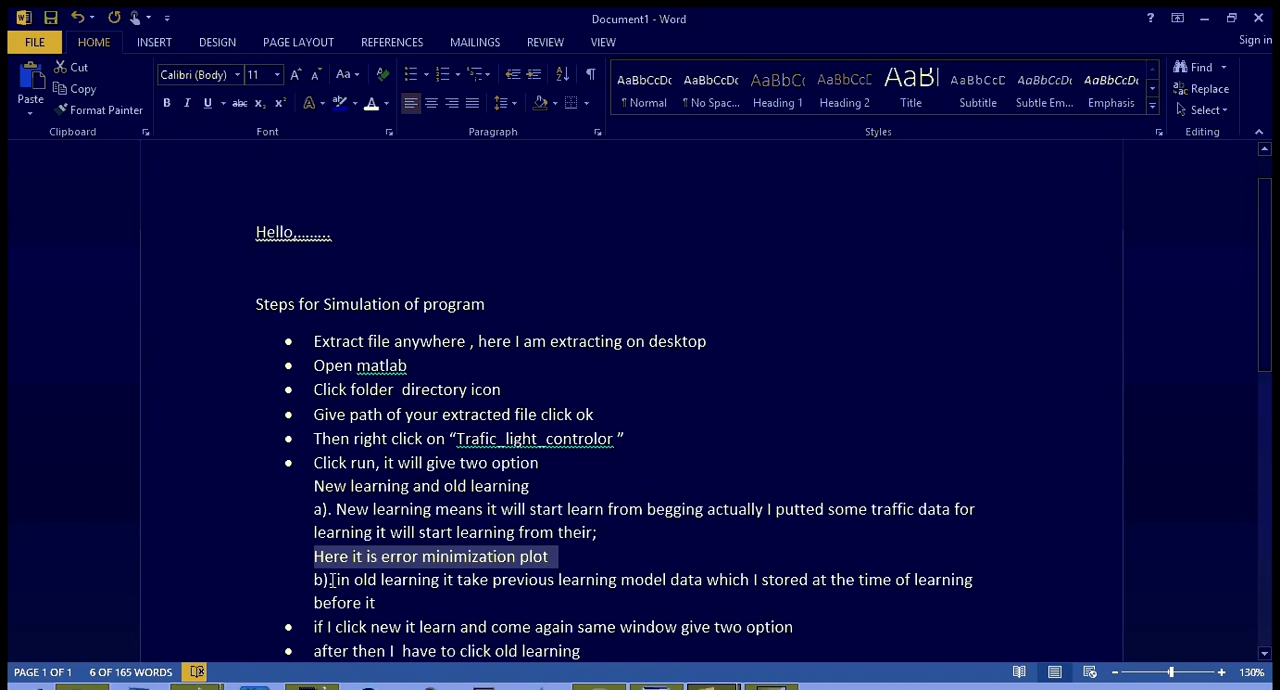 Document1 - Word
Sign in
FILE HOME INSERT DESIGN PAGE LAYOUT REFERENCES MAILINGS REVIEW VIEW
Paste
Cut
Copy
Format Painter
Calibri (Body) 11
AaBbCcDc AaBbCcDc AaBbCc AaBbCcC AaBl AaBbCcC AaBbCcDc AaBbCcDc
¶ Normal ¶ No Spac... Heading 1 Heading 2 Title Subtitle Subtle Em... Emphasis
Find
Replace
Select
Clipboard Font Paragraph Styles Editing
Hello,........
Steps for Simulation of program
• Extract file anywhere , here I am extracting on desktop
• Open matlab
• Click folder directory icon
• Give path of your extracted file click ok
• Then right click on “Trafic_light_controlor ”
• Click run, it will give two option
New learning and old learning
a). New learning means it will start learn from begging actually I putted some traffic data for
learning it will start learning from their;
Here it is error minimization plot
b) in old learning it take previous learning model data which I stored at the time of learning
before it
• if I click new it learn and come again same window give two option
• after then I have to click old learning
PAGE 1 OF 1 6 OF 165 WORDS 130%